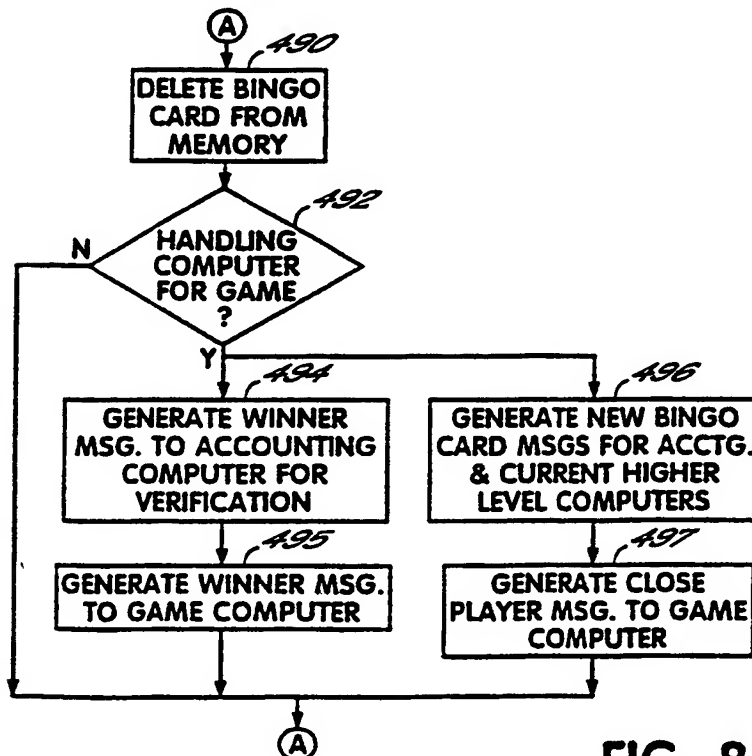 A
490
DELETE BINGO
CARD FROM
MEMORY
492
N
HANDLING
COMPUTER
FOR GAME
?
Y
494
GENERATE WINNER
MSG. TO ACCOUNTING
COMPUTER FOR
VERIFICATION
496
GENERATE NEW BINGO
CARD MSGS FOR ACCTG.
& CURRENT HIGHER
LEVEL COMPUTERS
495
GENERATE WINNER MSG.
TO GAME COMPUTER
497
GENERATE CLOSE
PLAYER MSG. TO GAME
COMPUTER
A